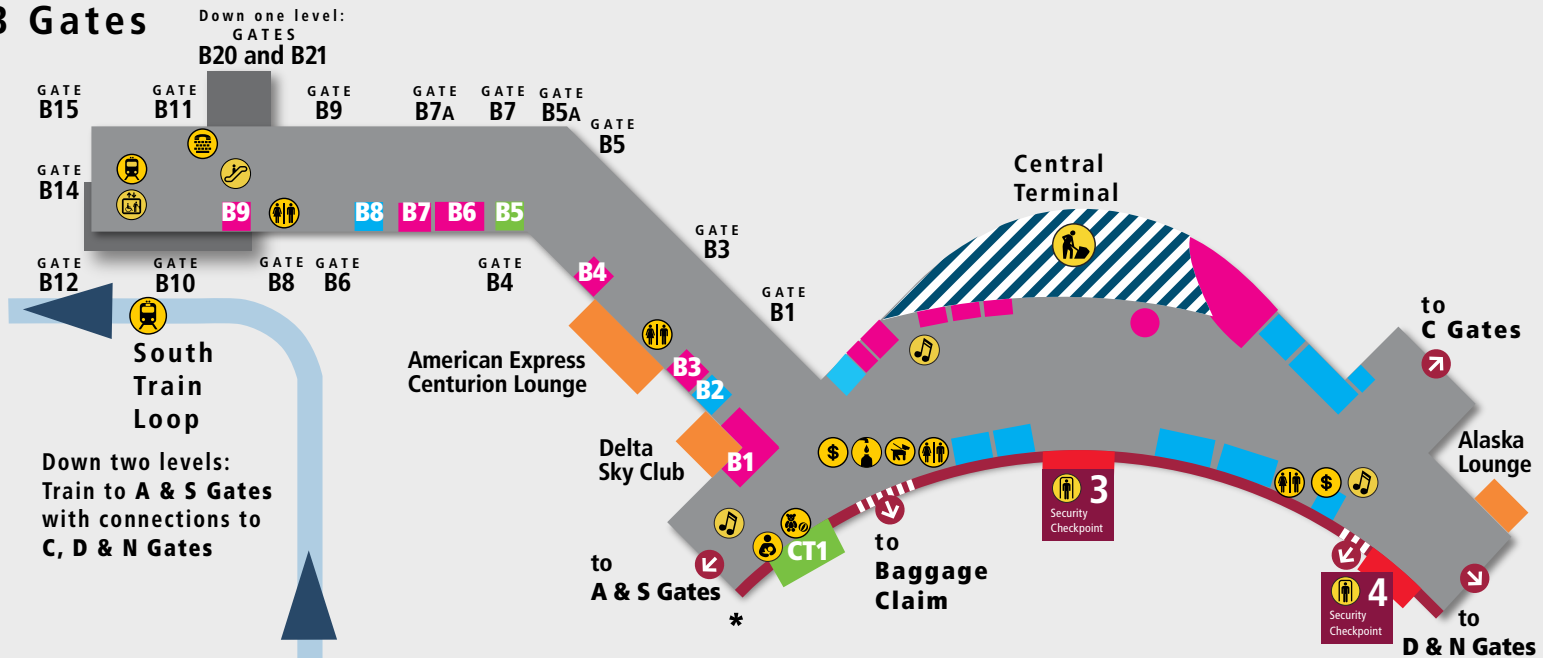 B Gates
Down one level:
GATES
B20 and B21
GATE
B15
GATE
B11
GATE
B9
GATE
B7A
GATE
B7
GATE
B5A
GATE
B5
GATE
B14
B9
B8
B7
B6
B5
GATE
B3
Central
Terminal
GATE
B12
GATE
B10
GATE
B8
GATE
B6
GATE
B4
B4
GATE
B1
to
C Gates
South
Train
Loop
American Express
Centurion Lounge
B3
B2
Delta
Sky Club
B1
$
Alaska
Lounge
Down two levels:
Train to A & S Gates
with connections to
C, D & N Gates
3
Security
Checkpoint
$
CT1
to
A & S Gates
*
to
Baggage
Claim
4
Security
Checkpoint
to
D & N Gates